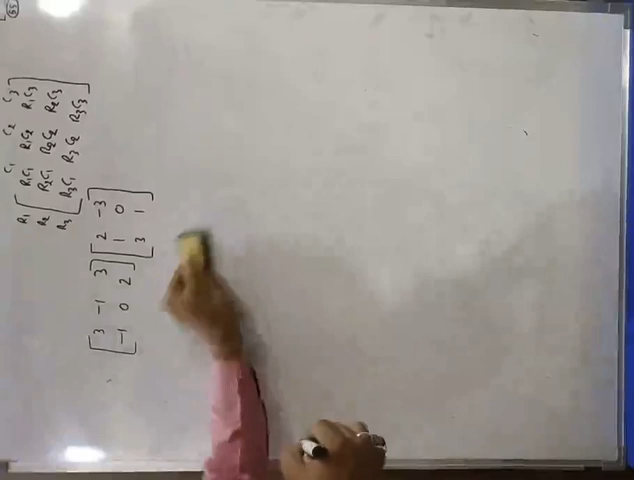 (55)
C1 C2 C3
R1 [ R1C1 R1C2 R1C3
R2 R2C1 R2C2 R2C3
R3 R3C1 R3C2 R3C3 ]
[ 3 -1 3 ] [ 2 -3 ]
[ -1 0 2 ] [ 1 0 ]
[ 3 1 ]